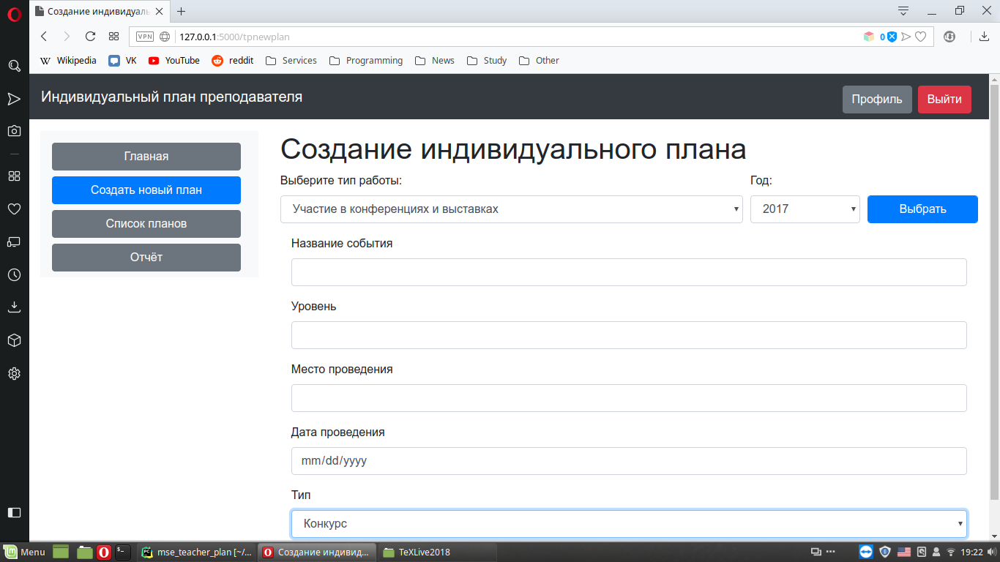 Создание индивидуаль
VPN
127.0.0.1:5000/tpnewplan
0
W Wikipedia VK YouTube reddit Services Programming News Study Other
Индивидуальный план преподавателя
Профиль Выйти
Главная
Создать новый план
Список планов
Отчёт
Создание индивидуального плана
Выберите тип работы: Год:
Участие в конференциях и выставках 2017 Выбрать
Название события
Уровень
Место проведения
Дата проведения
mm/dd/yyyy
Тип
Конкурс
Menu PC mse_teacher_plan [~/... Создание индивид... TeXLive2018 19:22